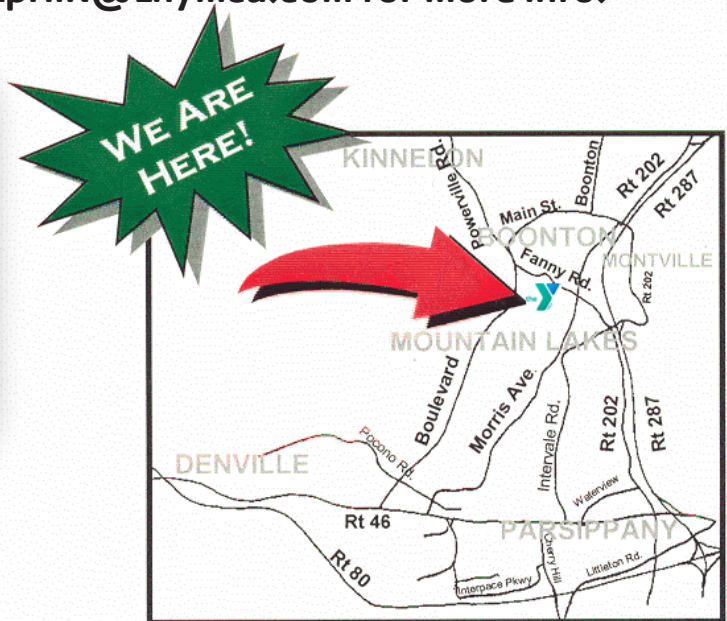 WE ARE
HERE!
KINNELON
Powerville Rd.
Main St.
Boonton
Rt 202
Rt 287
BOONTON
MONTVILLE
Fanny Rd.
Rt 202
the Y
MOUNTAIN LAKES
Boulevard
Morris Ave.
Intervale Rd.
Rt 202
Rt 287
DENVILLE
Pocono Rd.
Waterview
Rt 46
PARSIPPANY
Rt 80
Cherry Hill
Littleton Rd.
Interpace Pkwy